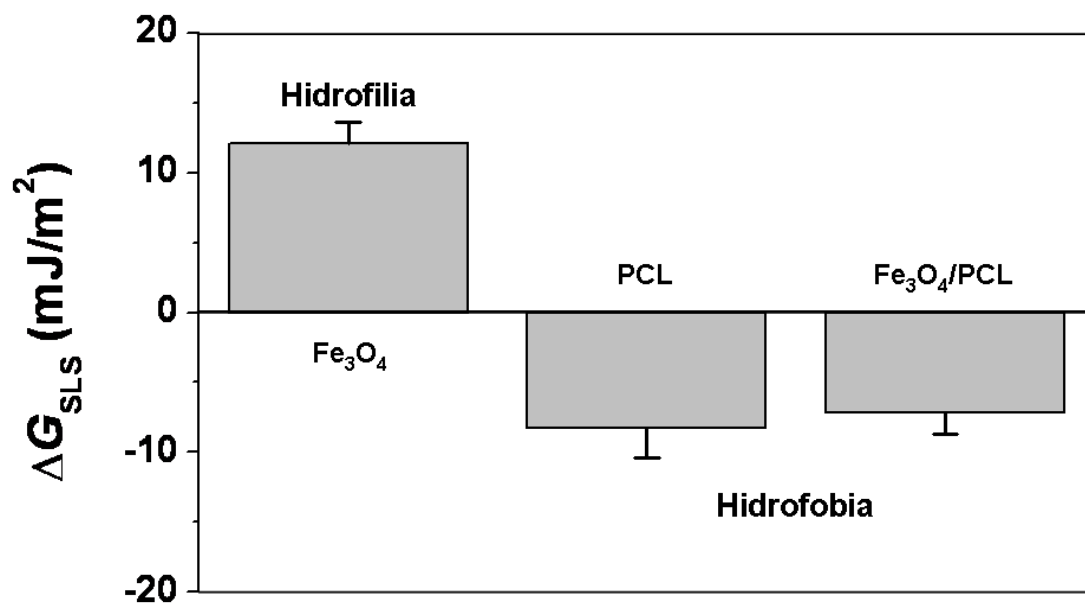 20
Hidrofilia
10
PCL
Fe₃O₄/PCL
0
Fe₃O₄
-10
Hidrofobia
-20
ΔG_SLS (mJ/m²)